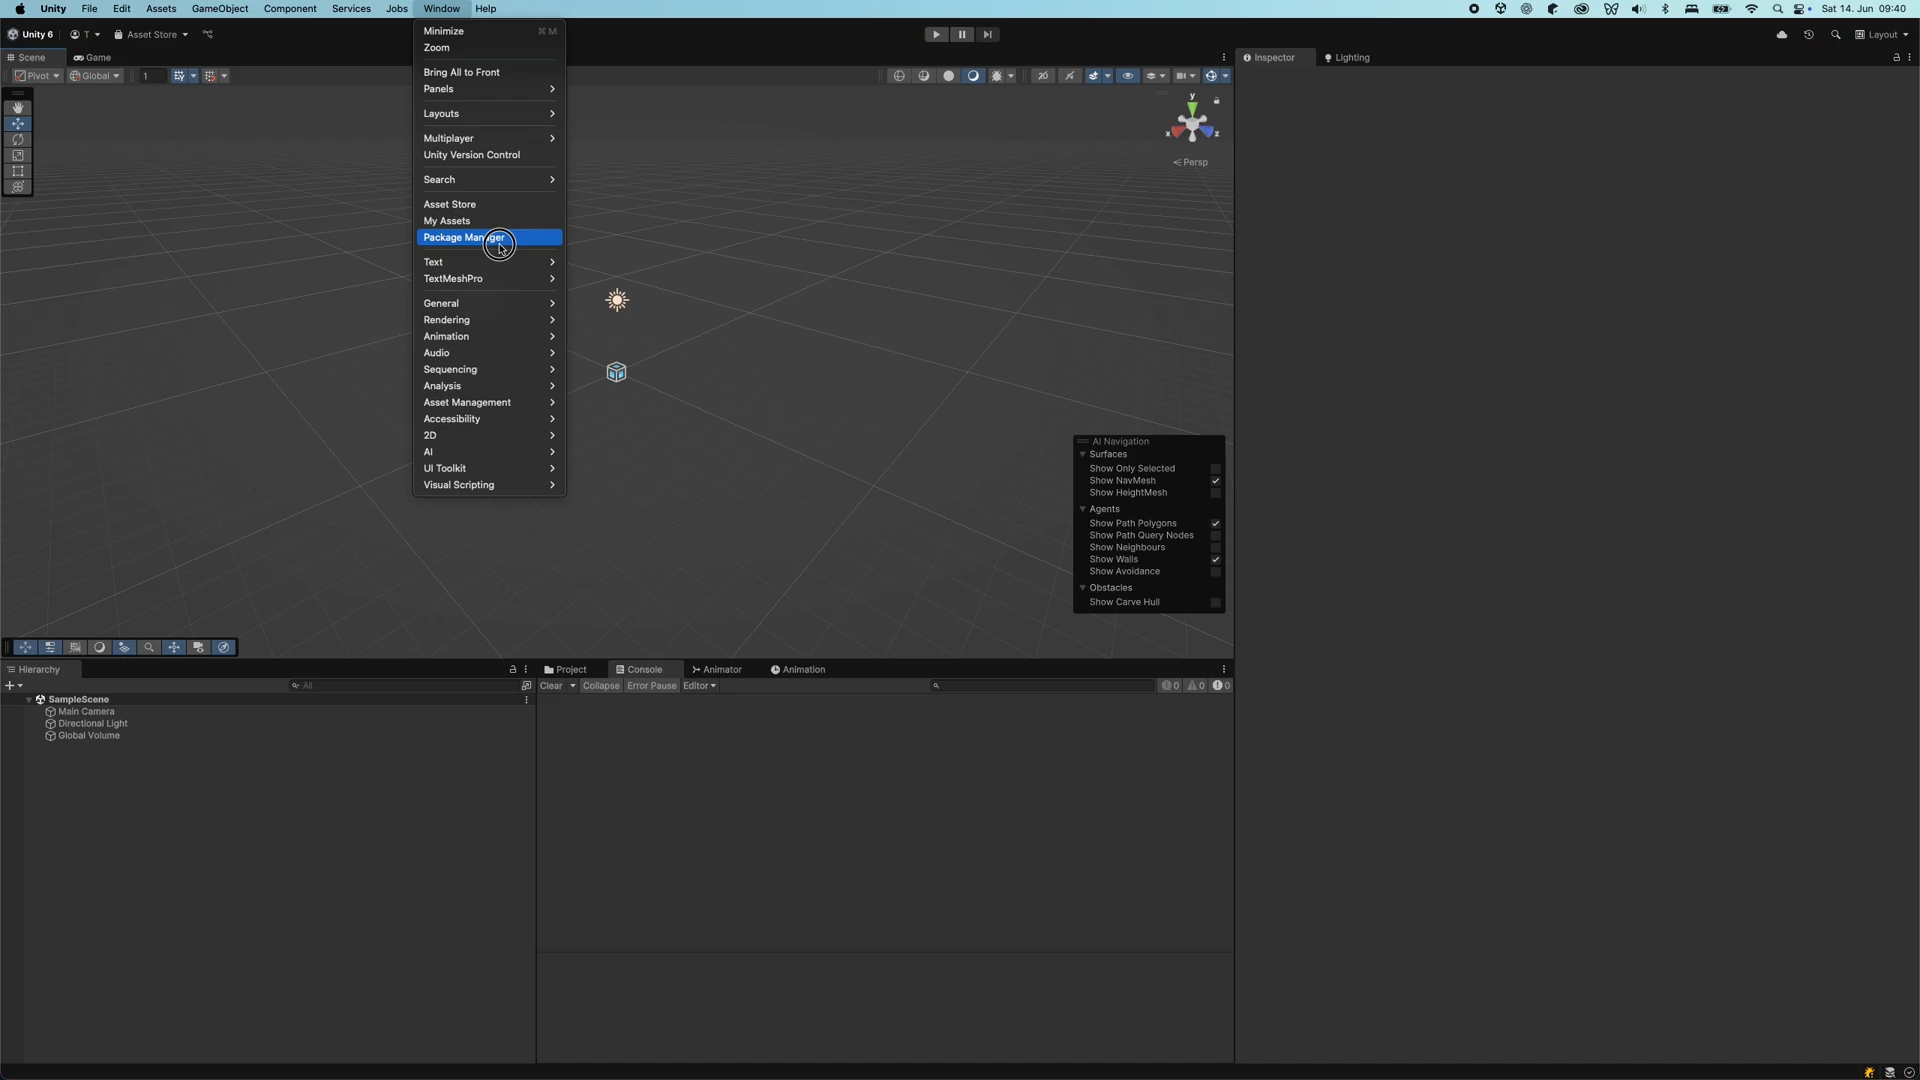 Unity File Edit Assets GameObject Component Services Jobs Window Help Sat 14. Jun 09:40
Unity 6 T Asset Store Layout
Scene Game
Inspector Lighting
Pivot Global 1
Minimize ⌘ M
Zoom
Bring All to Front
Panels
Layouts
Multiplayer
Unity Version Control
Search
Asset Store
My Assets
Package Manager
Text
TextMeshPro
General
Rendering
Animation
Audio
Sequencing
Analysis
Asset Management
Accessibility
2D
AI
UI Toolkit
Visual Scripting
y
x z
Persp
AI Navigation
Surfaces
Show Only Selected
Show NavMesh
Show HeightMesh
Agents
Show Path Polygons
Show Path Query Nodes
Show Neighbours
Show Walls
Show Avoidance
Obstacles
Show Carve Hull
Hierarchy
All
SampleScene
Main Camera
Directional Light
Global Volume
Project Console Animator Animation
Clear Collapse Error Pause Editor 0 0 0